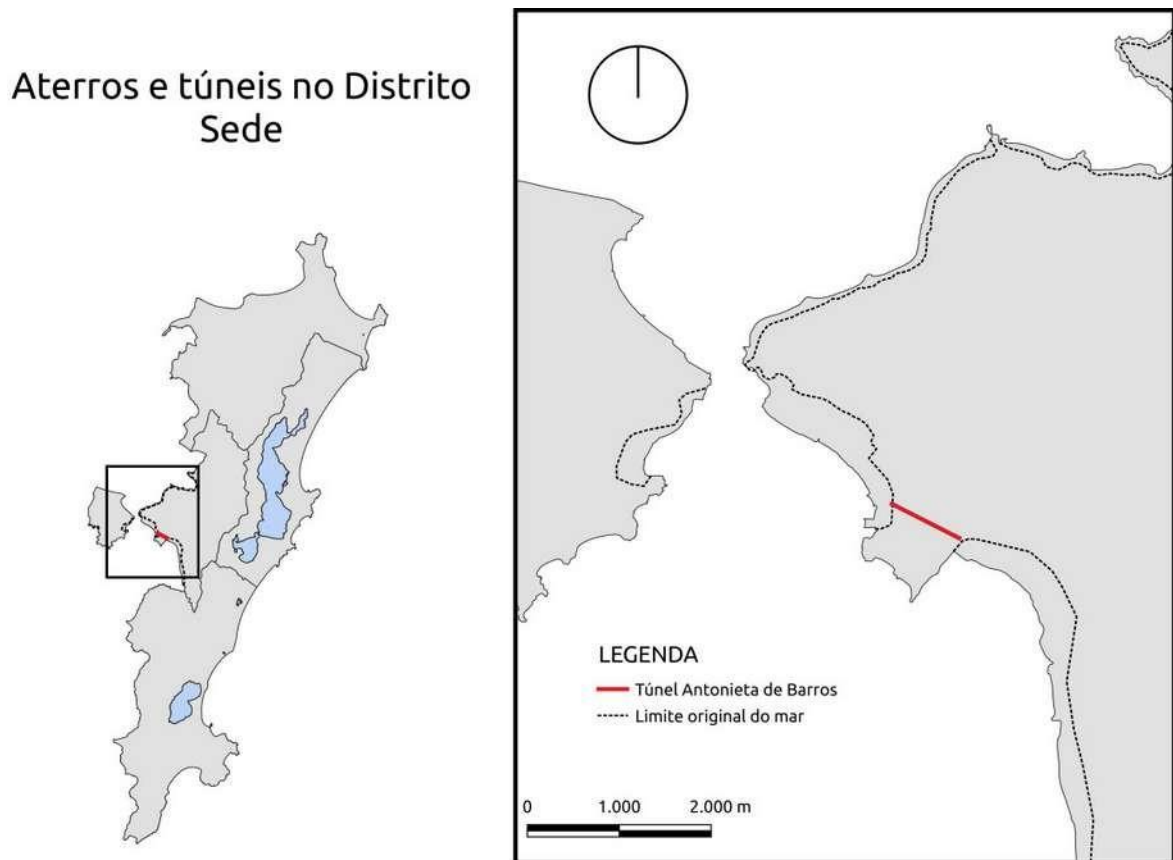 Aterros e túneis no Distrito
Sede
LEGENDA
Túnel Antonieta de Barros
Limite original do mar
0 1.000 2.000 m